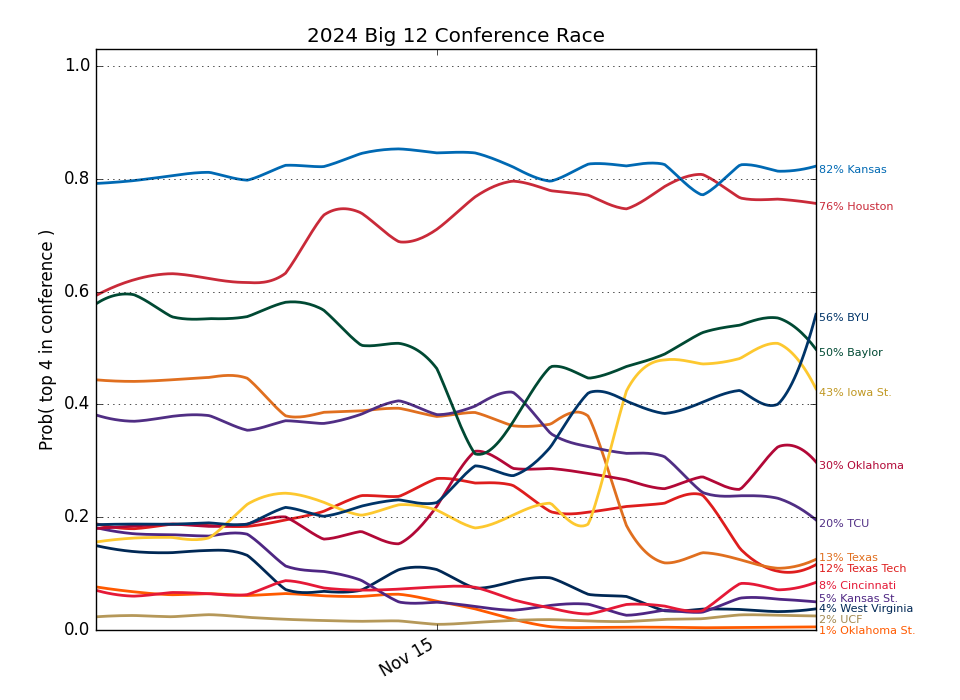 2024 Big 12 Conference Race
Prob( top 4 in conference )
1.0
0.8
0.6
0.4
0.2
0.0
Nov 15
82% Kansas
76% Houston
56% BYU
50% Baylor
43% Iowa St.
30% Oklahoma
20% TCU
13% Texas
12% Texas Tech
8% Cincinnati
5% Kansas St.
4% West Virginia
2% UCF
1% Oklahoma St.